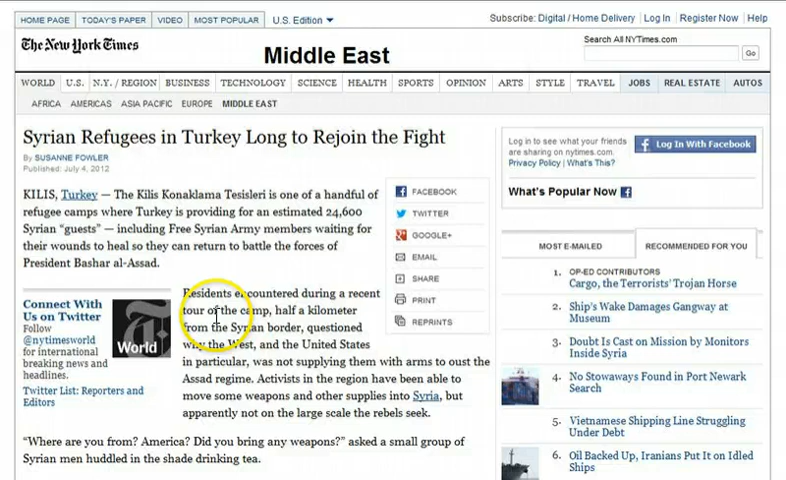 HOME PAGE TODAY'S PAPER VIDEO MOST POPULAR U.S. Edition
Subscribe: Digital / Home Delivery Log In Register Now Help
The New York Times
Middle East
Search All NYTimes.com
Go
WORLD U.S. N.Y. / REGION BUSINESS TECHNOLOGY SCIENCE HEALTH SPORTS OPINION ARTS STYLE TRAVEL JOBS REAL ESTATE AUTOS
AFRICA AMERICAS ASIA PACIFIC EUROPE MIDDLE EAST
Syrian Refugees in Turkey Long to Rejoin the Fight
By SUSANNE FOWLER
Published: July 4, 2012
KILIS, Turkey — The Kilis Konaklama Tesisleri is one of a handful of
refugee camps where Turkey is providing for an estimated 24,600
Syrian “guests” — including Free Syrian Army members waiting for
their wounds to heal so they can return to battle the forces of
President Bashar al-Assad.
FACEBOOK
TWITTER
GOOGLE+
EMAIL
SHARE
PRINT
REPRINTS
Connect With
Us on Twitter
Follow
@nytimesworld
for international
breaking news and
headlines.
Twitter List: Reporters and
Editors
T
World
Residents encountered during a recent
tour of the camp, half a kilometer
from the Syrian border, questioned
why the West, and the United States
in particular, was not supplying them with arms to oust the
Assad regime. Activists in the region have been able to
move some weapons and other supplies into Syria, but
apparently not on the large scale the rebels seek.
“Where are you from? America? Did you bring any weapons?” asked a small group of
Syrian men huddled in the shade drinking tea.
Log in to see what your friends
are sharing on nytimes.com.
Privacy Policy | What's This?
f Log In With Facebook
What's Popular Now f
MOST E-MAILED RECOMMENDED FOR YOU
1. OP-ED CONTRIBUTORS
Cargo, the Terrorists' Trojan Horse
2. Ship's Wake Damages Gangway at
Museum
3. Doubt Is Cast on Mission by Monitors
Inside Syria
4. No Stowaways Found in Port Newark
Search
5. Vietnamese Shipping Line Struggling
Under Debt
6. Oil Backed Up, Iranians Put It on Idled
Ships